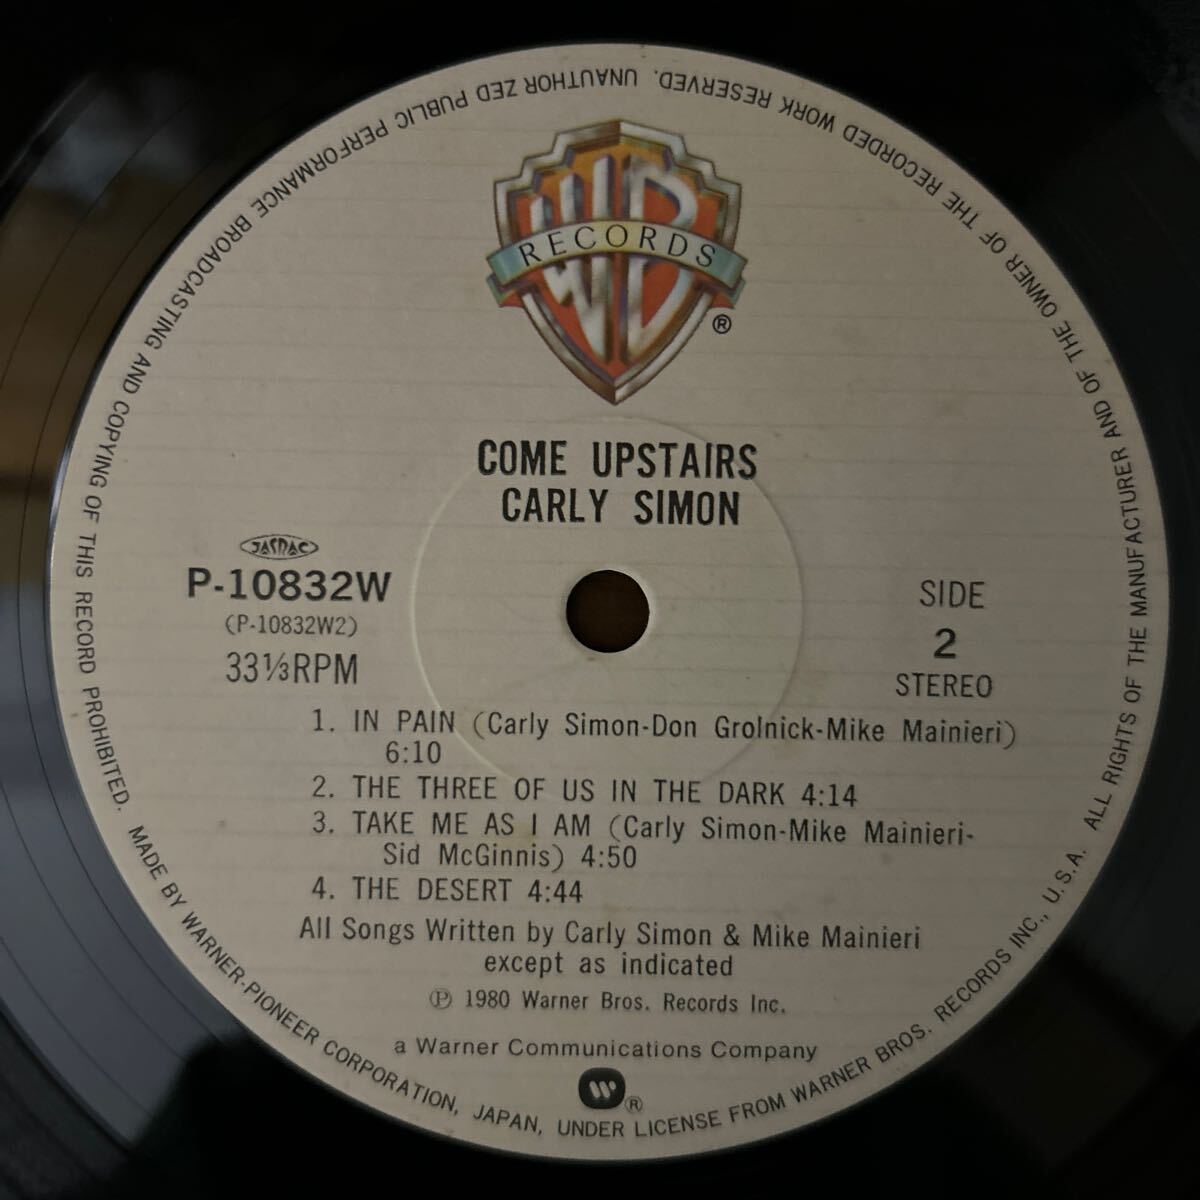 WB
RECORDS
®
COME UPSTAIRS
CARLY SIMON
JASRAC
P-10832W
(P-10832W2)
33⅓RPM
SIDE
2
STEREO
1. IN PAIN (Carly Simon-Don Grolnick-Mike Mainieri)
6:10
2. THE THREE OF US IN THE DARK 4:14
3. TAKE ME AS I AM (Carly Simon-Mike Mainieri-
Sid McGinnis) 4:50
4. THE DESERT 4:44
All Songs Written by Carly Simon & Mike Mainieri
except as indicated
℗ 1980 Warner Bros. Records Inc.
a Warner Communications Company
W ®
ALL RIGHTS OF THE MANUFACTURER AND OF THE OWNER OF THE RECORDED WORK RESERVED. UNAUTHOR ZED PUBLIC PERFORMANCE BROADCASTING AND COPYING OF THIS RECORD PROHIBITED.
MADE BY WARNER-PIONEER CORPORATION, JAPAN, UNDER LICENSE FROM WARNER BROS. RECORDS INC., U.S.A.